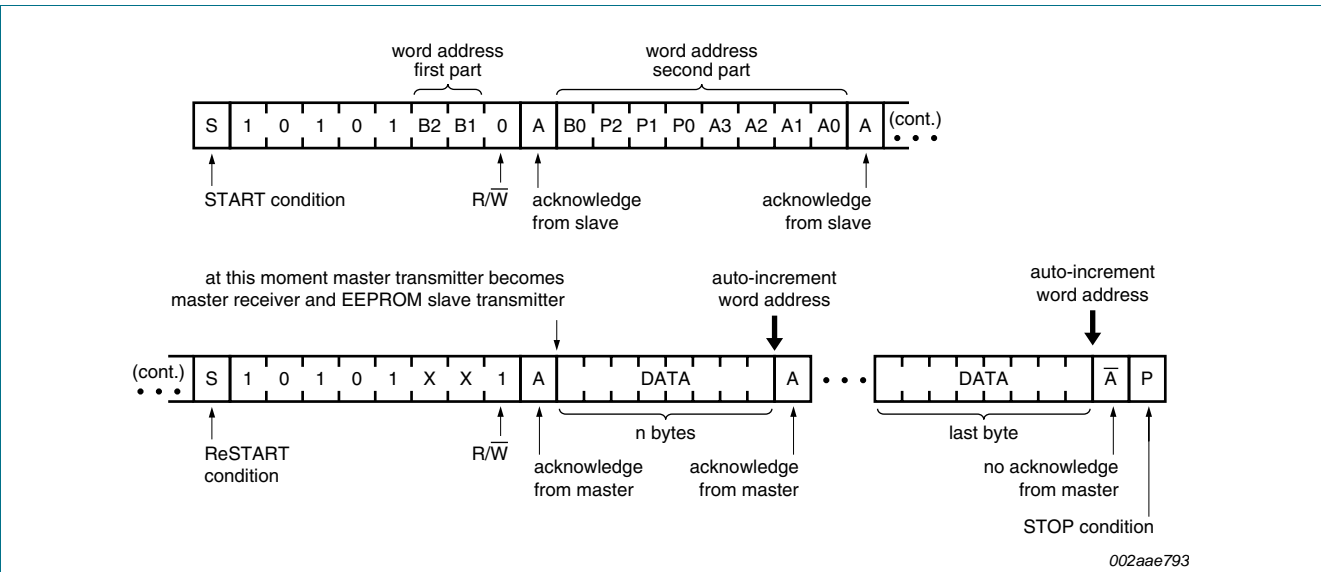 word address
first part
word address
second part
S 1 0 1 0 1 B2 B1 0 A B0 P2 P1 P0 A3 A2 A1 A0 A (cont.) • • •
START condition
R/W̅
acknowledge
from slave
acknowledge
from slave
at this moment master transmitter becomes
master receiver and EEPROM slave transmitter
auto-increment
word address
auto-increment
word address
(cont.) • • • S 1 0 1 0 1 X X 1 A DATA A • • • DATA A̅ P
n bytes
last byte
ReSTART
condition
R/W̅
acknowledge
from master
acknowledge
from master
no acknowledge
from master
STOP condition
002aae793